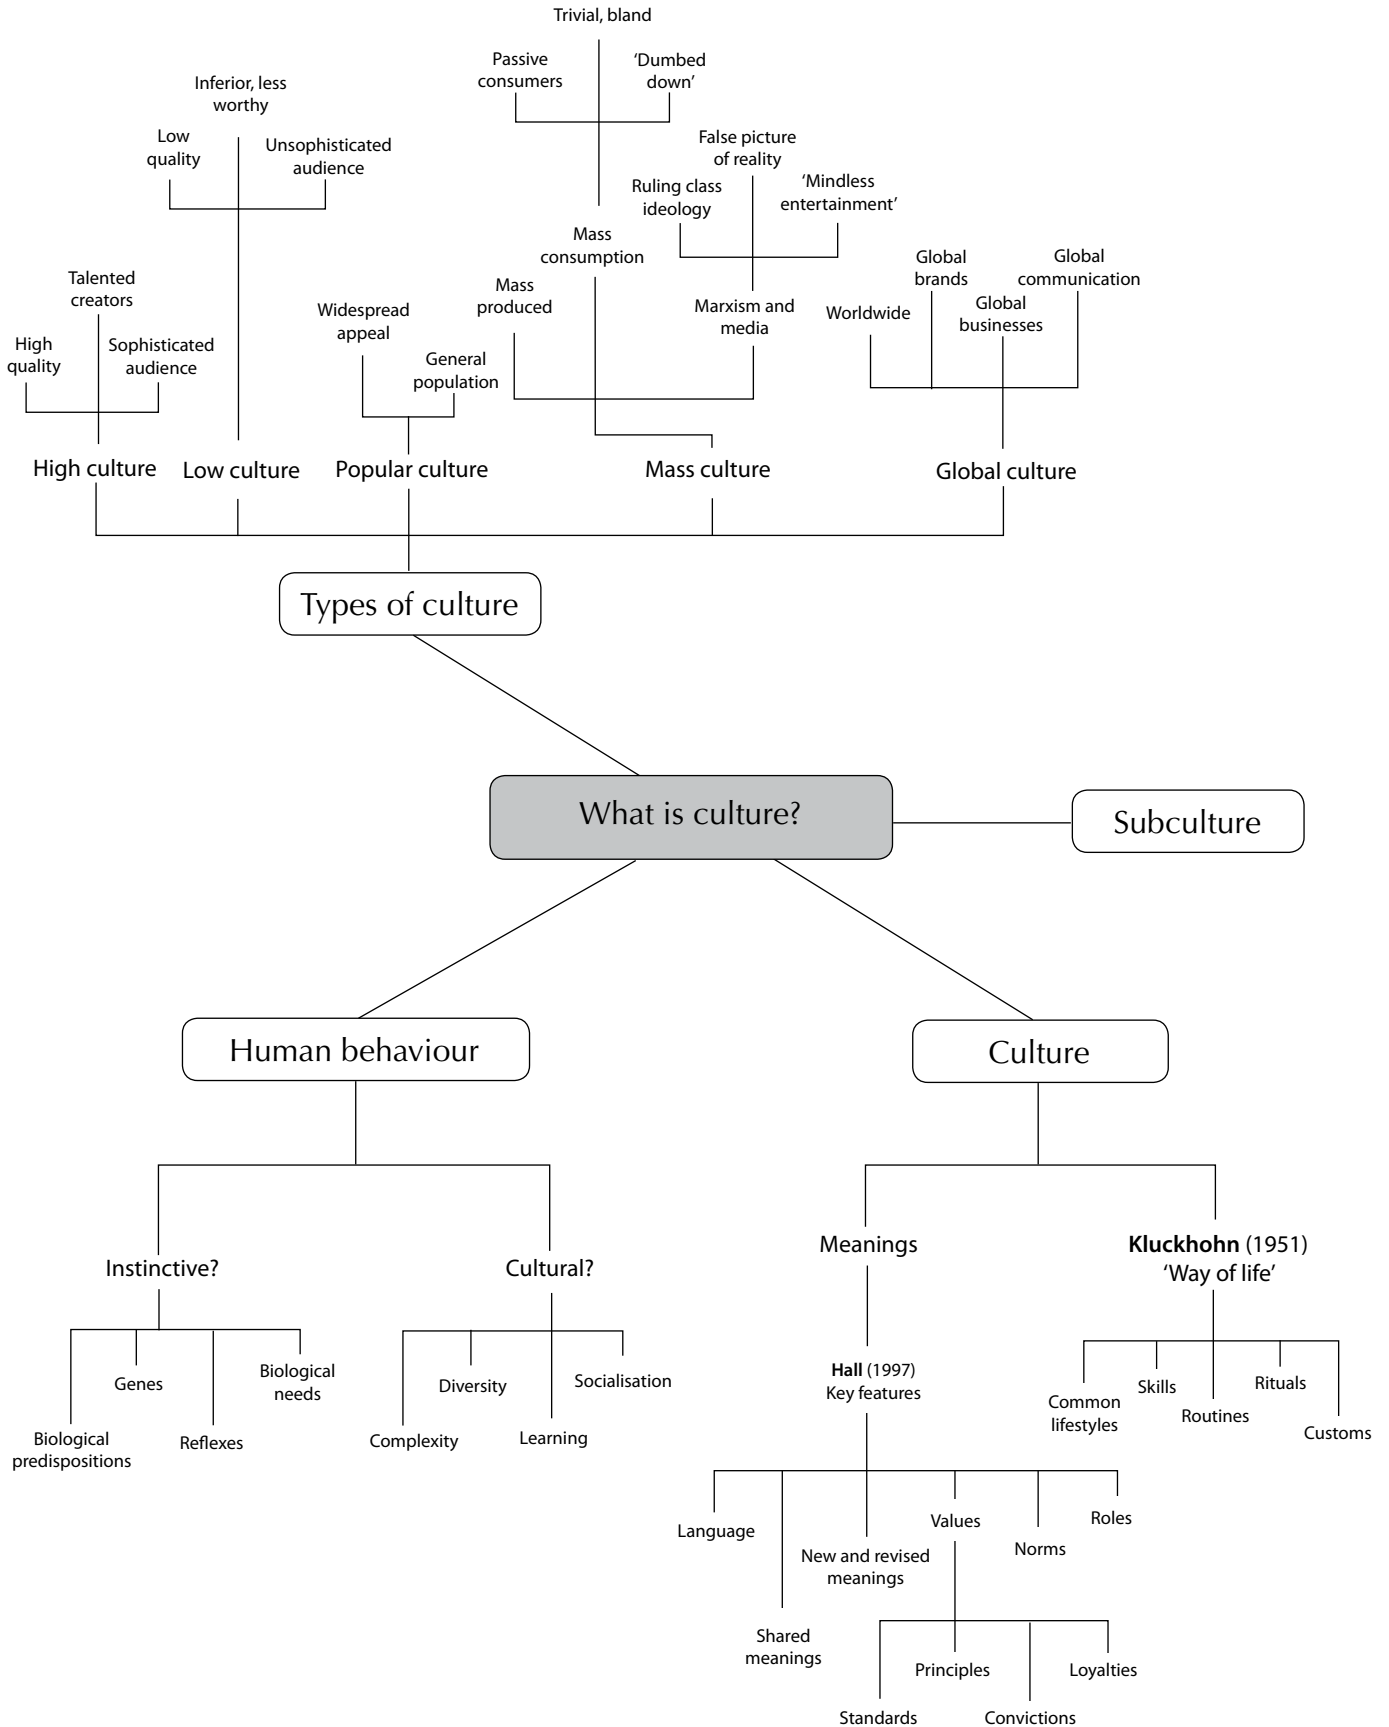 Trivial, bland
Passive
consumers
‘Dumbed
down’
Inferior, less
worthy
Low
quality
Unsophisticated
audience
False picture
of reality
Ruling class
ideology
‘Mindless
entertainment’
Mass
consumption
Mass
produced
Marxism and
media
Talented
creators
High
quality
Sophisticated
audience
Widespread
appeal
General
population
Worldwide
Global
brands
Global
businesses
Global
communication
High culture
Low culture
Popular culture
Mass culture
Global culture
Types of culture
What is culture?
Subculture
Human behaviour
Culture
Instinctive?
Cultural?
Biological
predispositions
Genes
Reflexes
Biological
needs
Complexity
Diversity
Learning
Socialisation
Meanings
Kluckhohn (1951)
‘Way of life’
Hall (1997)
Key features
Common
lifestyles
Skills
Routines
Rituals
Customs
Language
Shared
meanings
New and revised
meanings
Values
Norms
Roles
Standards
Principles
Convictions
Loyalties